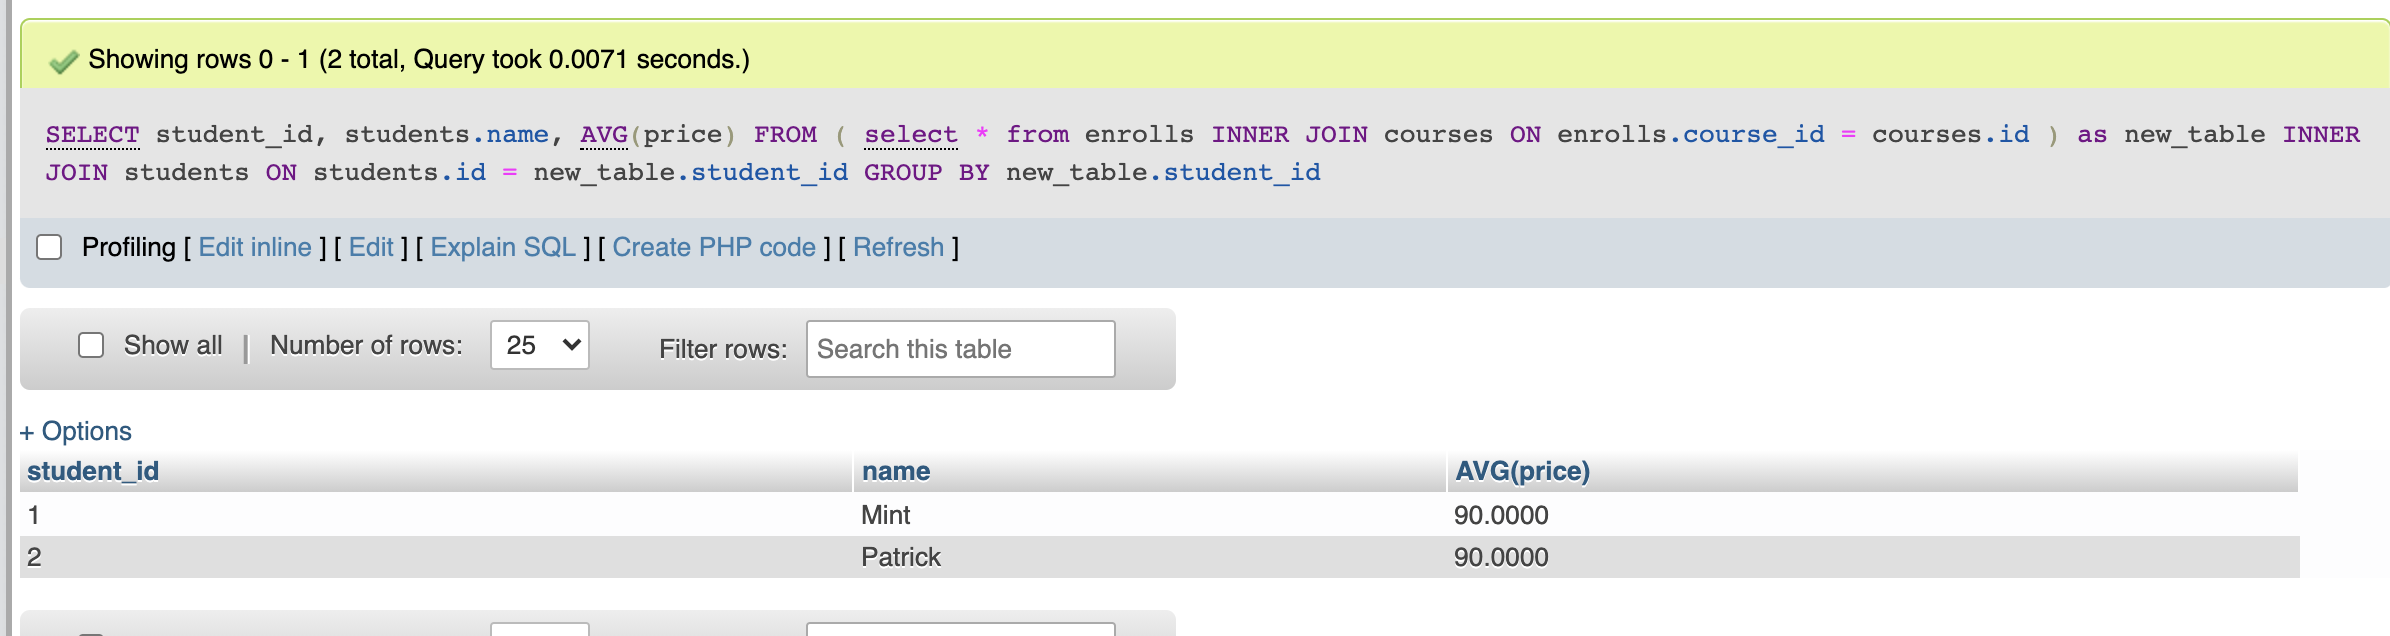 Showing rows 0 - 1 (2 total, Query took 0.0071 seconds.)
SELECT student_id, students.name, AVG(price) FROM ( select * from enrolls INNER JOIN courses ON enrolls.course_id = courses.id ) as new_table INNER
JOIN students ON students.id = new_table.student_id GROUP BY new_table.student_id
Profiling [ Edit inline ] [ Edit ] [ Explain SQL ] [ Create PHP code ] [ Refresh ]
Show all | Number of rows: 25 Filter rows: Search this table
+ Options
student_id name AVG(price)
1 Mint 90.0000
2 Patrick 90.0000